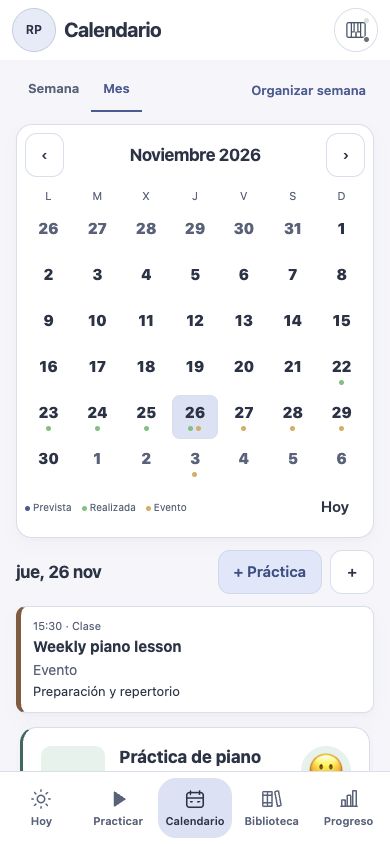 RP Calendario
Semana Mes Organizar semana
‹ Noviembre 2026 ›
L M X J V S D
26 27 28 29 30 31 1
2 3 4 5 6 7 8
9 10 11 12 13 14 15
16 17 18 19 20 21 22
23 24 25 26 27 28 29
30 1 2 3 4 5 6
Prevista Realizada Evento Hoy
jue, 26 nov + Práctica +
15:30 · Clase
Weekly piano lesson
Evento
Preparación y repertorio
Práctica de piano
Hoy Practicar Calendario Biblioteca Progreso